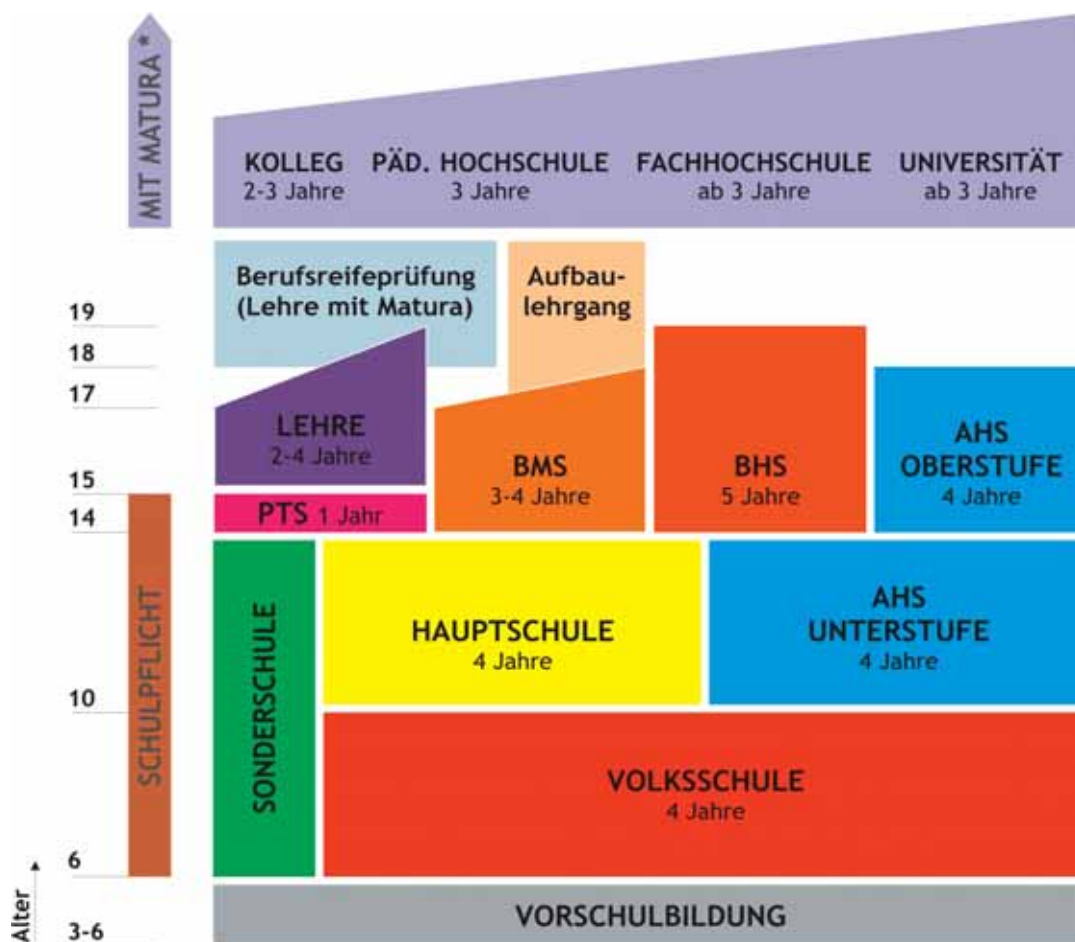 MIT MATURA *
KOLEG
2-3 Jahre
PÄD. HOCHSCHULE
3 Jahre
FACHHOCHSCHULE
ab 3 Jahre
UNIVERSITÄT
ab 3 Jahre
Berufsreifeprüfung
(Lehre mit Matura)
Aufbau-
lehrgang
19
18
17
LEHRE
2-4 Jahre
BMS
3-4 Jahre
BHS
5 Jahre
AHS
OBERSTUFE
4 Jahre
15
14
PTS 1 Jahr
SCHULPFLICHT
SONDERSCHULE
HAUPTSCHULE
4 Jahre
AHS
UNTERSTUFE
4 Jahre
10
VOLKSSCHULE
4 Jahre
6
Alter
3-6
VORSCHULBILDUNG